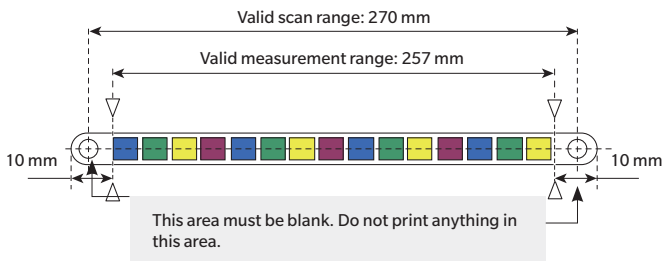 Valid scan range: 270 mm
Valid measurement range: 257 mm
10 mm
10 mm
This area must be blank. Do not print anything in
this area.